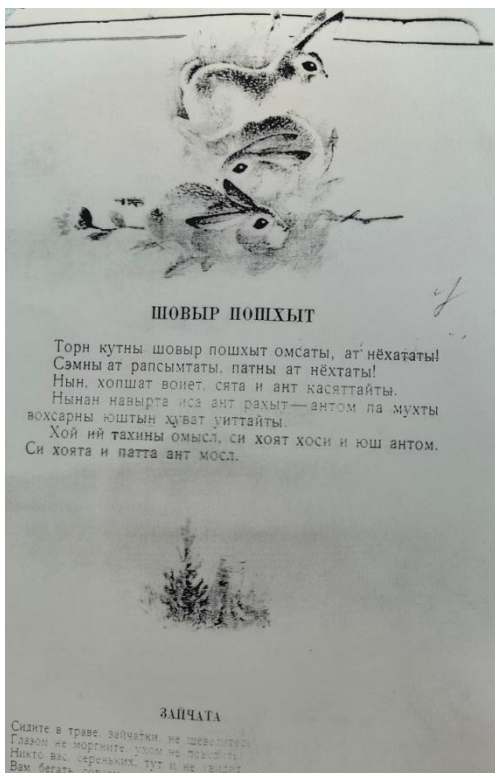 ШОВЫР ПОШХЫТ
Торн кутны шовыр пошхыт омсаты, ат нёхататы!
Сэмны ат рапсымтаты, патны ат нёхтаты!
Нын, хопшат воиет, сята и ант касяттайты.
Нынан навырта иса ант рахыт — антом па мухты
вохсарны юштын хуват уиттайты.
Хой ий тахины омысл, си хоят хоси и юш антом.
Си хоята и патта ант мосл.
ЗАЙЧАТА
Сидите в траве, зайчатки, не шевелитесь!
Глазом не моргните, ухом не поведите!
Никто вас, сереньких, тут и не увидит.
Вам бегать